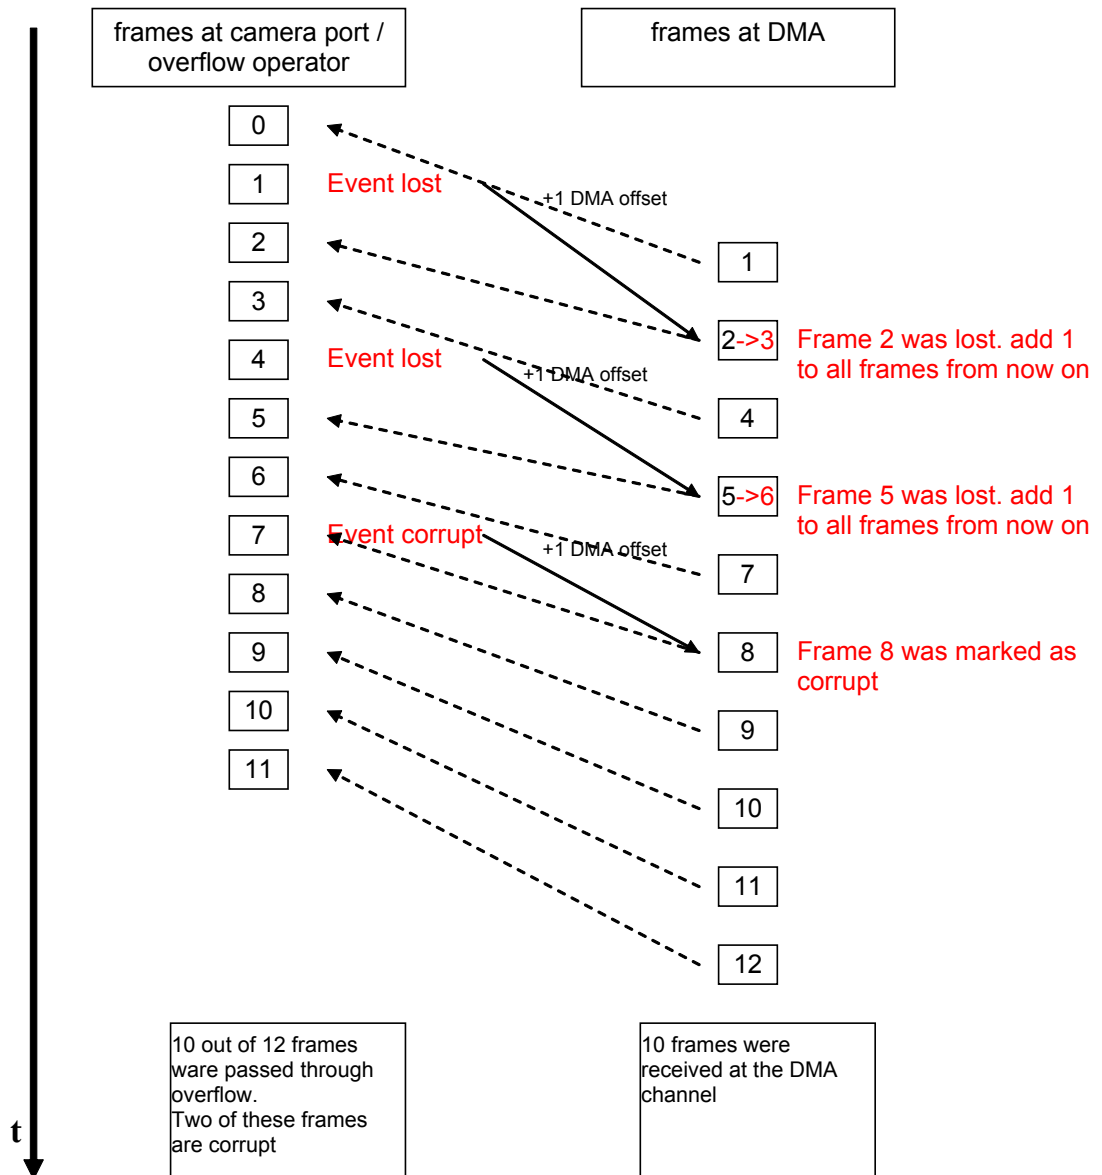 frames at camera port /
overflow operator
frames at DMA
0
1
Event lost
+1 DMA offset
2
1
3
2->3
Frame 2 was lost. add 1
to all frames from now on
4
Event lost
+1 DMA offset
5
4
6
5->6
Frame 5 was lost. add 1
to all frames from now on
7
Event corrupt
+1 DMA offset
7
8
9
8
Frame 8 was marked as
corrupt
10
9
11
10
11
12
10 out of 12 frames
ware passed through
overflow.
Two of these frames
are corrupt
10 frames were
received at the DMA
channel
t